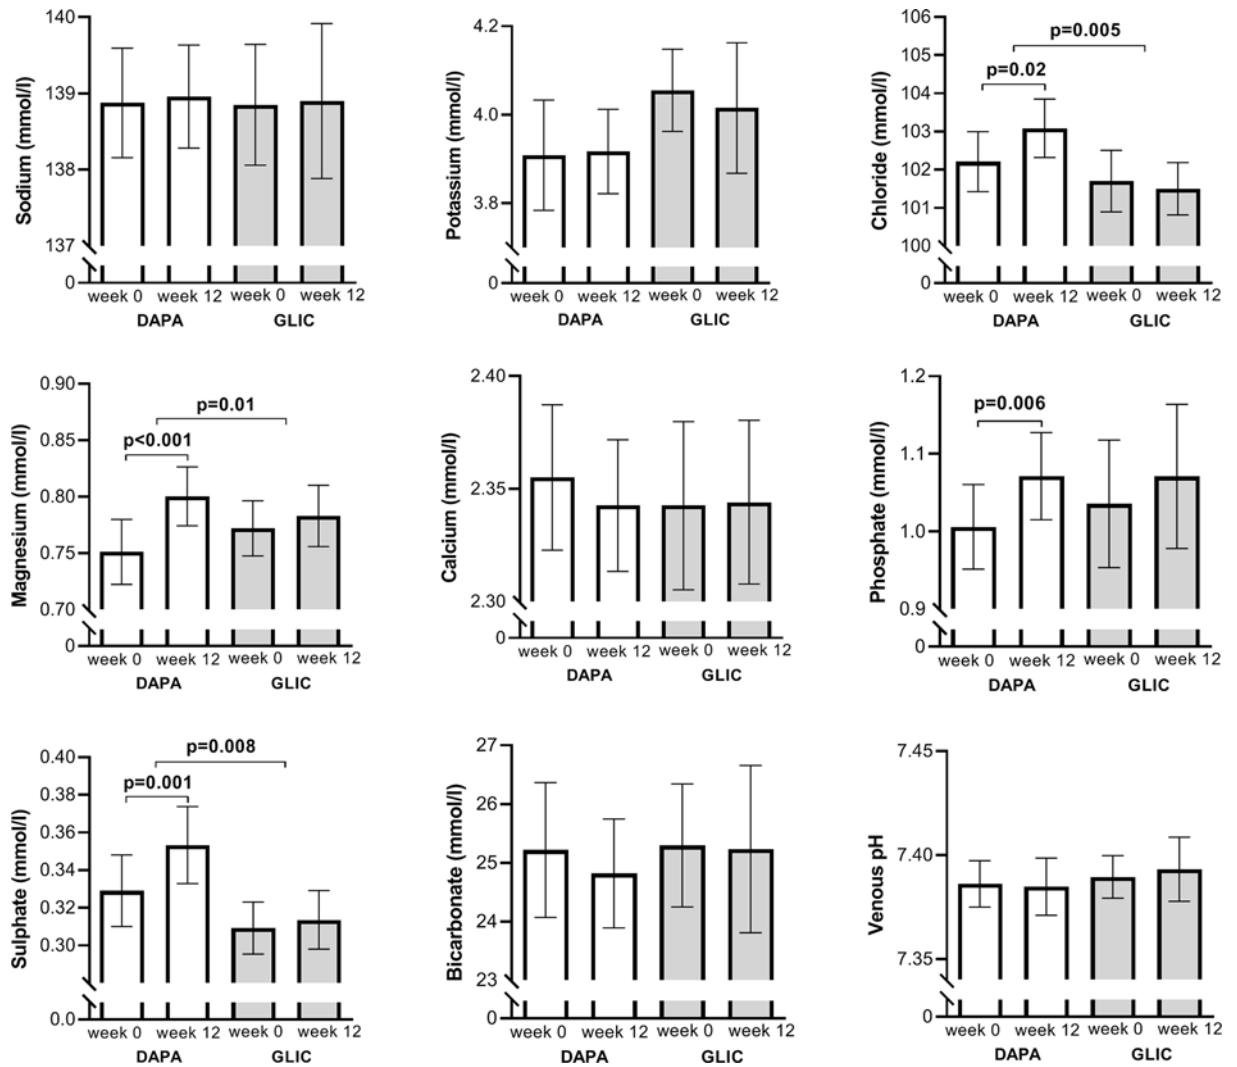 Sodium (mmol/l)
140
139
138
137
0
week 0 week 12 week 0 week 12
DAPA GLIC
Potassium (mmol/l)
4.2
4.0
3.8
0
week 0 week 12 week 0 week 12
DAPA GLIC
Chloride (mmol/l)
106
105
104
103
102
101
100
0
p=0.005
p=0.02
week 0 week 12 week 0 week 12
DAPA GLIC
Magnesium (mmol/l)
0.90
0.85
0.80
0.75
0.70
0
p=0.01
p<0.001
week 0 week 12 week 0 week 12
DAPA GLIC
Calcium (mmol/l)
2.40
2.35
2.30
0
week 0 week 12 week 0 week 12
DAPA GLIC
Phosphate (mmol/l)
1.2
1.1
1.0
0.9
0
p=0.006
week 0 week 12 week 0 week 12
DAPA GLIC
Sulphate (mmol/l)
0.40
0.38
0.36
0.34
0.32
0.30
0.0
p=0.008
p=0.001
week 0 week 12 week 0 week 12
DAPA GLIC
Bicarbonate (mmol/l)
27
26
25
24
23
0
week 0 week 12 week 0 week 12
DAPA GLIC
Venous pH
7.45
7.40
7.35
0
week 0 week 12 week 0 week 12
DAPA GLIC